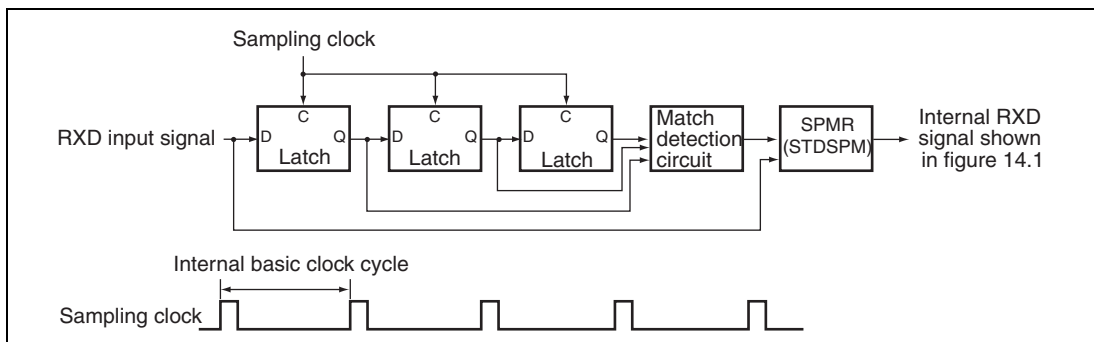 Sampling clock
C
C
C
RXD input signal
D
Q
Latch
D
Q
Latch
D
Q
Latch
Match
detection
circuit
SPMR
(STDSPM)
Internal RXD
signal shown
in figure 14.1
Internal basic clock cycle
Sampling clock